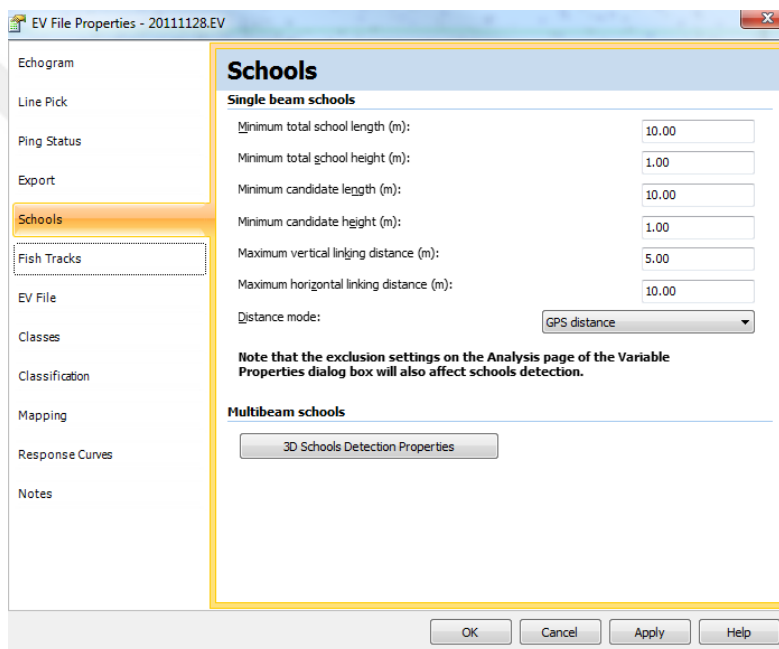 EV File Properties - 20111128.EV
Echogram
Line Pick
Ping Status
Export
Schools
Fish Tracks
EV File
Classes
Classification
Mapping
Response Curves
Notes
Schools
Single beam schools
Minimum total school length (m):
10.00
Minimum total school height (m):
1.00
Minimum candidate length (m):
10.00
Minimum candidate height (m):
1.00
Maximum vertical linking distance (m):
5.00
Maximum horizontal linking distance (m):
10.00
Distance mode:
GPS distance
Note that the exclusion settings on the Analysis page of the Variable
Properties dialog box will also affect schools detection.
Multibeam schools
3D Schools Detection Properties
OK
Cancel
Apply
Help